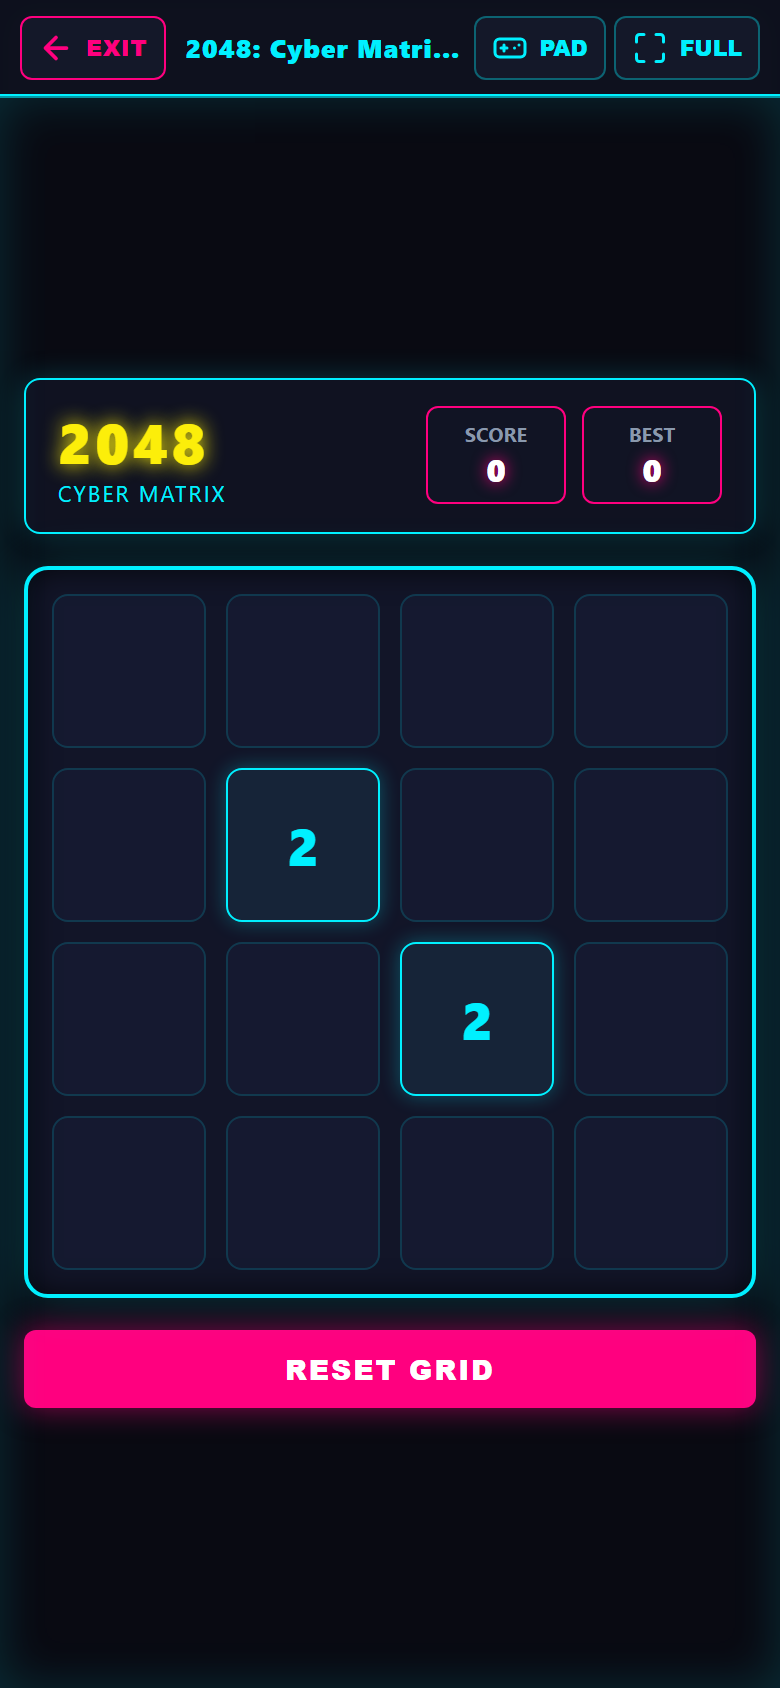 EXIT
2048: Cyber Matri...
PAD
FULL
2048
CYBER MATRIX
SCORE
0
BEST
0
2
2
RESET GRID